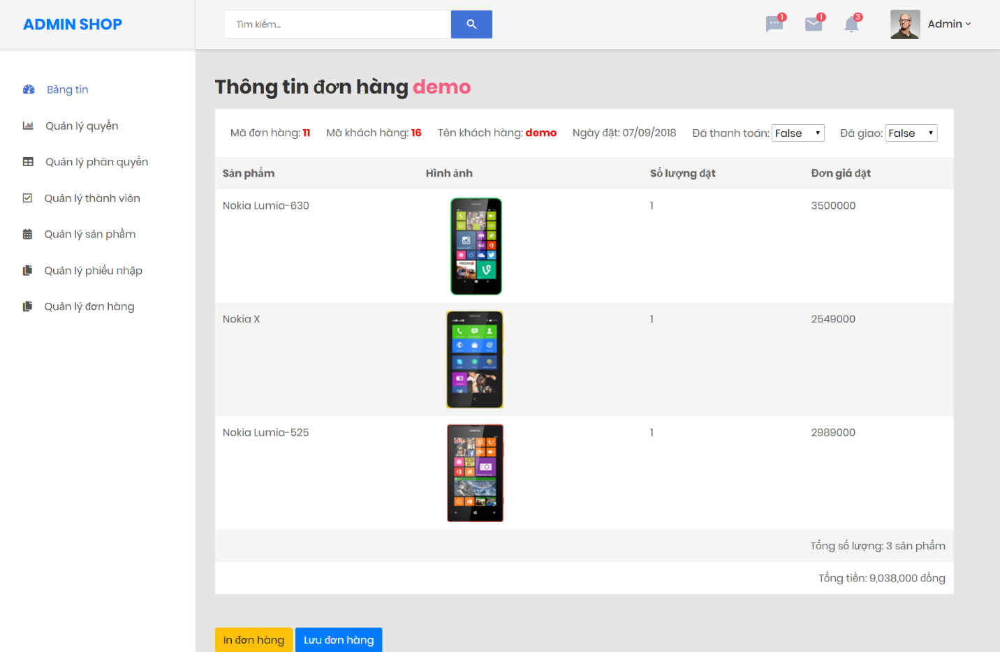 ADMIN SHOP
Tìm kiếm...
1
1
3
Admin
Bảng tin
Quản lý quyền
Quản lý phân quyền
Quản lý thành viên
Quản lý sản phẩm
Quản lý phiếu nhập
Quản lý đơn hàng
Thông tin đơn hàng demo
Mã đơn hàng: 11 Mã khách hàng: 16 Tên khách hàng: demo Ngày đặt: 07/09/2018 Đã thanh toán: False Đã giao: False
Sản phẩm Hình ảnh Số lượng đặt Đơn giá đặt
Nokia Lumia-630 1 3500000
NOKIA
Nokia X 1 2549000
NOKIA
Nokia Lumia-525 1 2989000
NOKIA
Tổng số lượng: 3 sản phẩm
Tổng tiền: 9,038,000 đồng
In đơn hàng Lưu đơn hàng